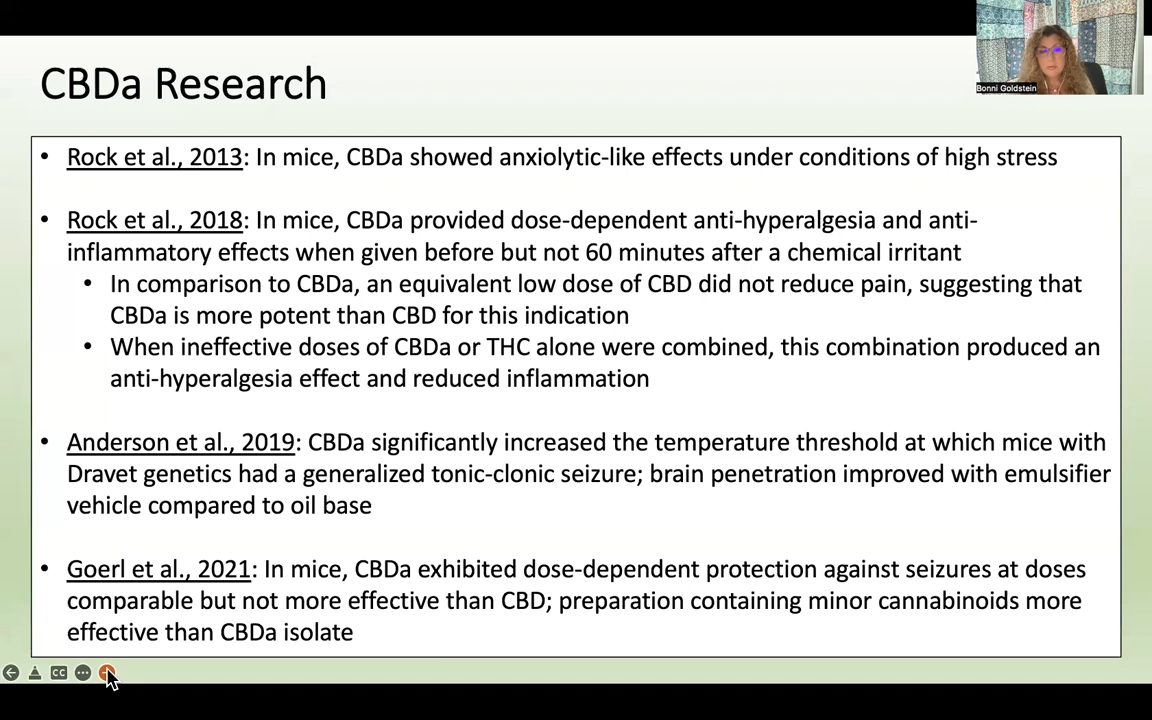 CBDa Research
Bonni Goldstein
• Rock et al., 2013: In mice, CBDa showed anxiolytic-like effects under conditions of high stress
• Rock et al., 2018: In mice, CBDa provided dose-dependent anti-hyperalgesia and anti-
inflammatory effects when given before but not 60 minutes after a chemical irritant
• In comparison to CBDa, an equivalent low dose of CBD did not reduce pain, suggesting that
CBDa is more potent than CBD for this indication
• When ineffective doses of CBDa or THC alone were combined, this combination produced an
anti-hyperalgesia effect and reduced inflammation
• Anderson et al., 2019: CBDa significantly increased the temperature threshold at which mice with
Dravet genetics had a generalized tonic-clonic seizure; brain penetration improved with emulsifier
vehicle compared to oil base
• Goerl et al., 2021: In mice, CBDa exhibited dose-dependent protection against seizures at doses
comparable but not more effective than CBD; preparation containing minor cannabinoids more
effective than CBDa isolate
CC